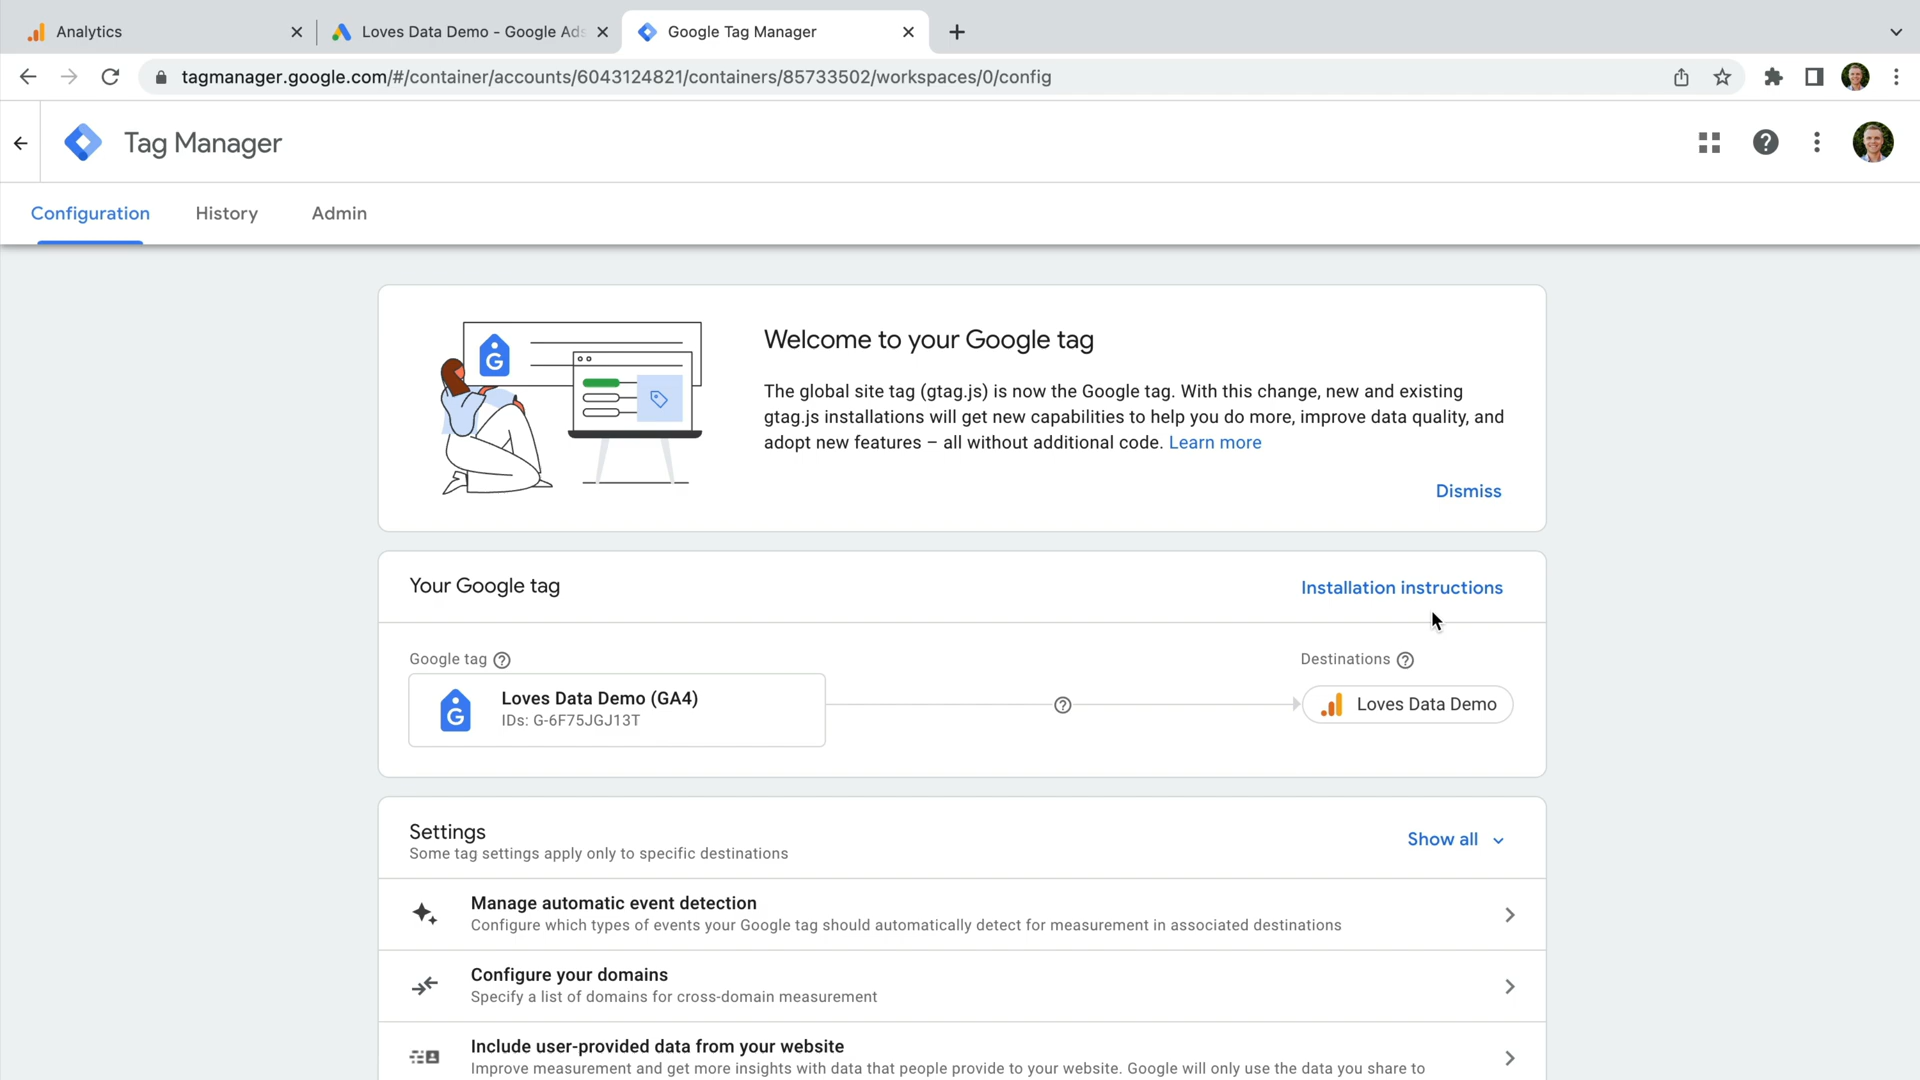 Analytics
Loves Data Demo - Google Ads
Google Tag Manager
tagmanager.google.com/#/container/accounts/6043124821/containers/85733502/workspaces/0/config
Tag Manager
Configuration
History
Admin
G
Welcome to your Google tag
The global site tag (gtag.js) is now the Google tag. With this change, new and existing
gtag.js installations will get new capabilities to help you do more, improve data quality, and
adopt new features – all without additional code. Learn more
Dismiss
Your Google tag
Installation instructions
Google tag
Destinations
G
Loves Data Demo (GA4)
IDs: G-6F75JGJ13T
Loves Data Demo
Settings
Some tag settings apply only to specific destinations
Show all
Manage automatic event detection
Configure which types of events your Google tag should automatically detect for measurement in associated destinations
Configure your domains
Specify a list of domains for cross-domain measurement
Include user-provided data from your website
Improve measurement and get more insights with data that people provide to your website. Google will only use the data you share to